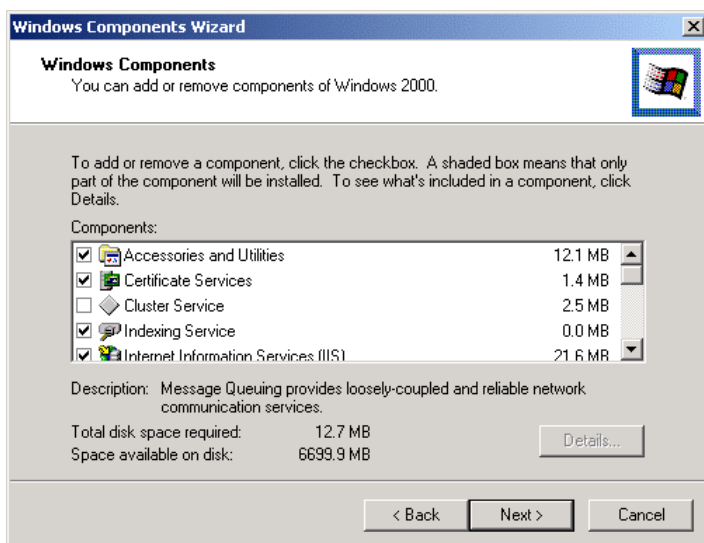 Windows Components Wizard
Windows Components
You can add or remove components of Windows 2000.
To add or remove a component, click the checkbox. A shaded box means that only
part of the component will be installed. To see what's included in a component, click
Details.
Components:
Accessories and Utilities 12.1 MB
Certificate Services 1.4 MB
Cluster Service 2.5 MB
Indexing Service 0.0 MB
Internet Information Services (IIS) 21.6 MB
Description: Message Queuing provides loosely-coupled and reliable network
communication services.
Total disk space required: 12.7 MB
Space available on disk: 6699.9 MB
Details...
< Back Next > Cancel